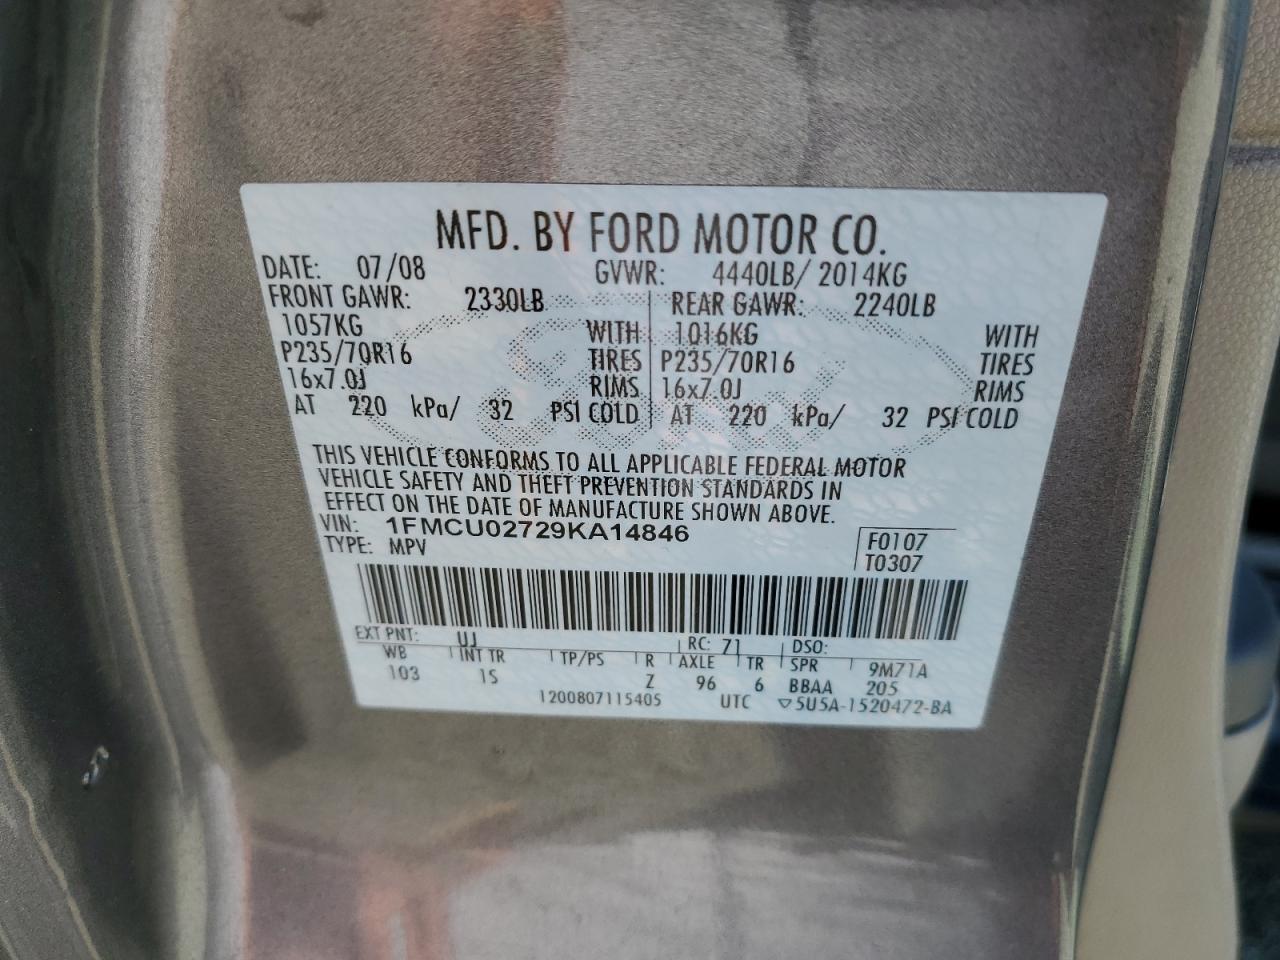 MFD. BY FORD MOTOR CO.
DATE: 07/08 GVWR: 4440LB/ 2014KG
FRONT GAWR: 2330LB REAR GAWR: 2240LB
1057KG WITH 1016KG WITH
P235/70R16 TIRES P235/70R16 TIRES
16x7.0J RIMS 16x7.0J RIMS
AT 220 kPa/ 32 PSI COLD AT 220 kPa/ 32 PSI COLD
THIS VEHICLE CONFORMS TO ALL APPLICABLE FEDERAL MOTOR
VEHICLE SAFETY AND THEFT PREVENTION STANDARDS IN
EFFECT ON THE DATE OF MANUFACTURE SHOWN ABOVE.
VIN: 1FMCU02729KA14846 F0107
TYPE: MPV T0307
EXT PNT: UJ RC: 71 DSO:
WB INT TR TP/PS R AXLE TR SPR 9M71A
103 1S Z 96 6 BBAA 205
1200807115405 UTC ▽5U5A-1520472-BA